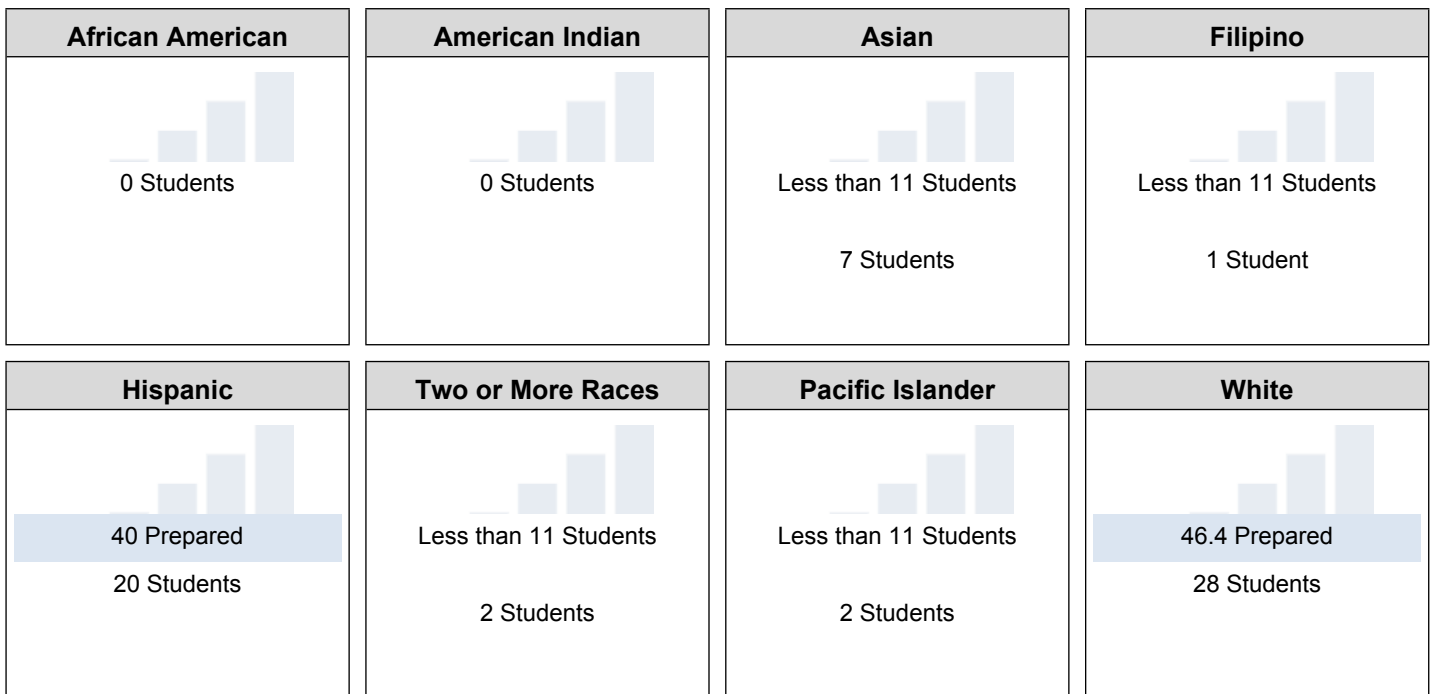 African American
0 Students
American Indian
0 Students
Asian
Less than 11 Students
7 Students
Filipino
Less than 11 Students
1 Student
Hispanic
40 Prepared
20 Students
Two or More Races
Less than 11 Students
2 Students
Pacific Islander
Less than 11 Students
2 Students
White
46.4 Prepared
28 Students